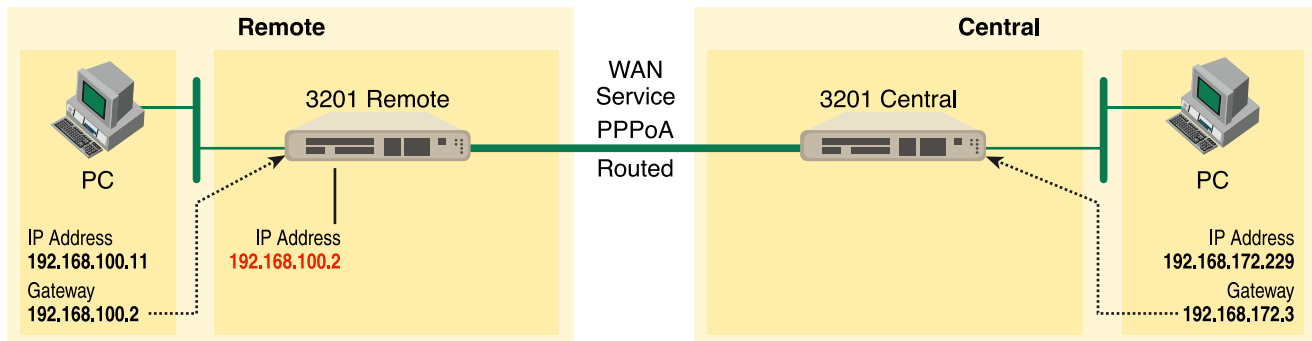 Remote
PC
IP Address
192.168.100.11
Gateway
192.168.100.2
3201 Remote
IP Address
192.168.100.2
WAN
Service
PPPoA
Routed
Central
3201 Central
PC
IP Address
192.168.172.229
Gateway
192.168.172.3